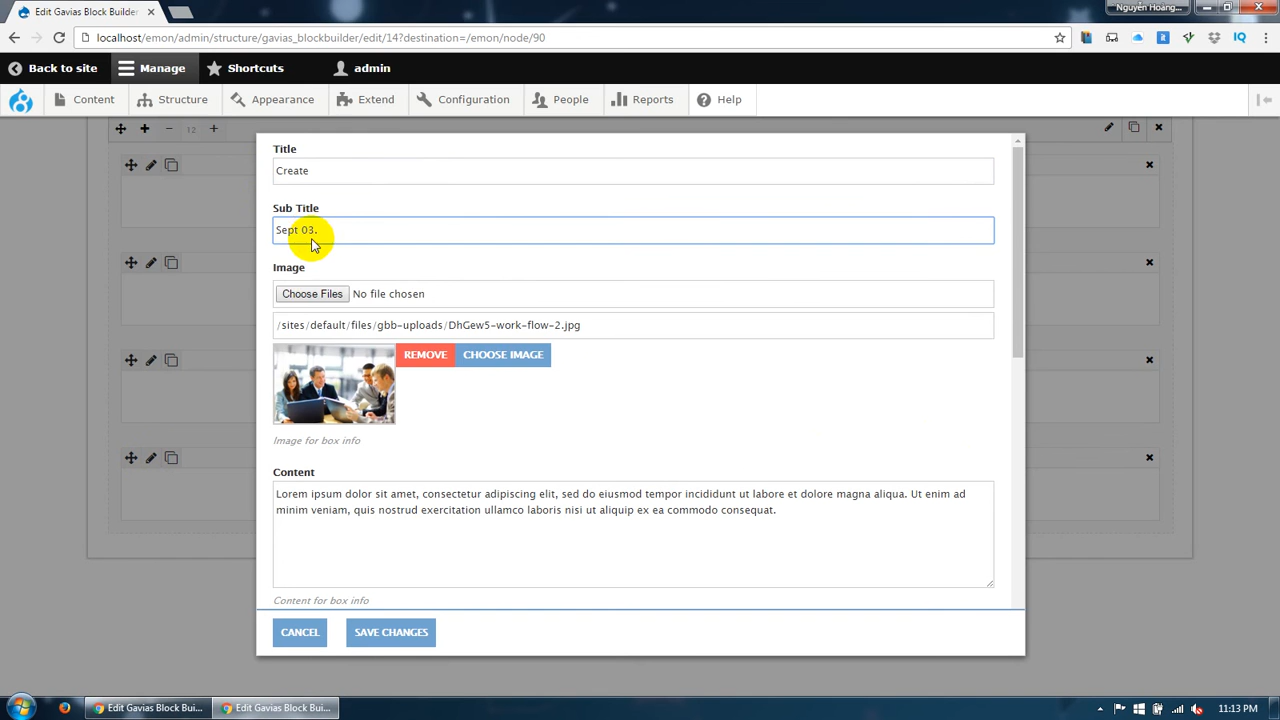 Edit Gavias Block Builder
Nguyen Hoang...
localhost/emon/admin/structure/gavias_blockbuilder/edit/14?destination=/emon/node/90
Back to site
Manage
Shortcuts
admin
Content
Structure
Appearance
Extend
Configuration
People
Reports
Help
12
Title
Create
Sub Title
Sept 03.
Image
Choose Files No file chosen
/sites/default/files/gbb-uploads/DhGew5-work-flow-2.jpg
REMOVE
CHOOSE IMAGE
Image for box info
Content
Lorem ipsum dolor sit amet, consectetur adipiscing elit, sed do eiusmod tempor incididunt ut labore et dolore magna aliqua. Ut enim ad
minim veniam, quis nostrud exercitation ullamco laboris nisi ut aliquip ex ea commodo consequat.
Content for box info
CANCEL
SAVE CHANGES
Edit Gavias Block Bui...
Edit Gavias Block Bui...
11:13 PM